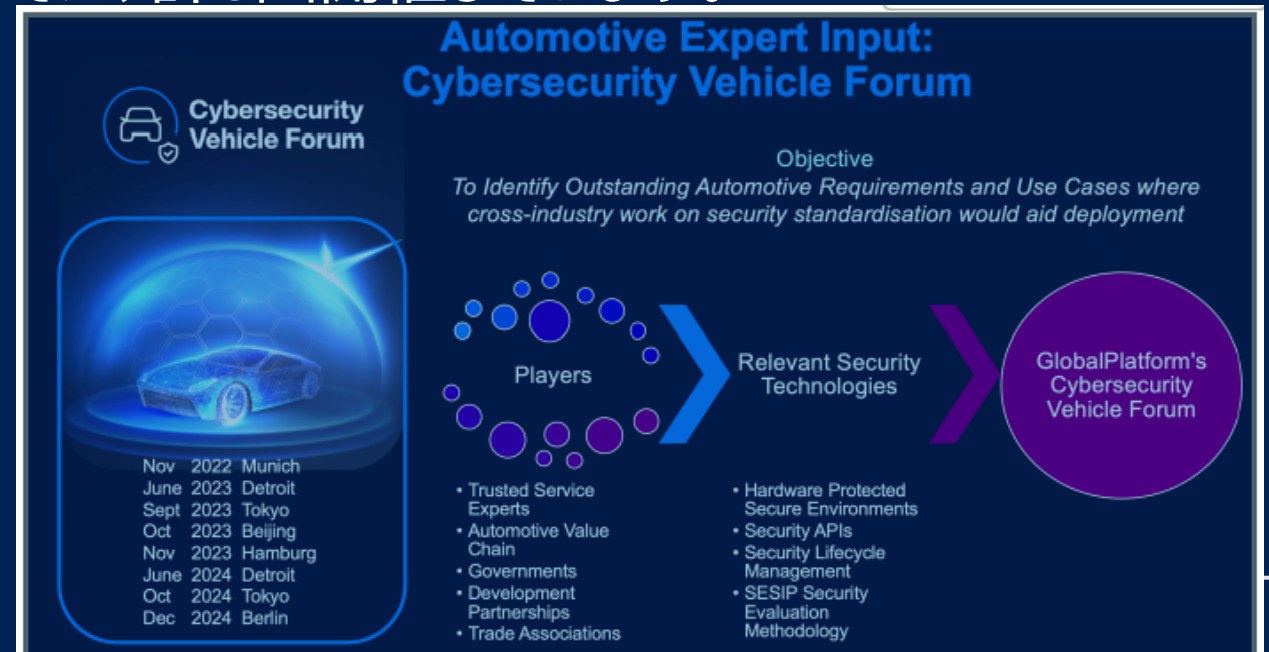 Automotive Expert Input:
Cybersecurity Vehicle Forum
Cybersecurity
Vehicle Forum
Objective
To Identify Outstanding Automotive Requirements and Use Cases where
cross-industry work on security standardisation would aid deployment
Nov 2022 Munich
June 2023 Detroit
Sept 2023 Tokyo
Oct 2023 Beijing
Nov 2023 Hamburg
June 2024 Detroit
Oct 2024 Tokyo
Dec 2024 Berlin
Players
• Trusted Service
Experts
• Automotive Value
Chain
• Governments
• Development
Partnerships
• Trade Associations
Relevant Security
Technologies
• Hardware Protected
Secure Environments
• Security APIs
• Security Lifecycle
Management
• SESIP Security
Evaluation
Methodology
GlobalPlatform's
Cybersecurity
Vehicle Forum